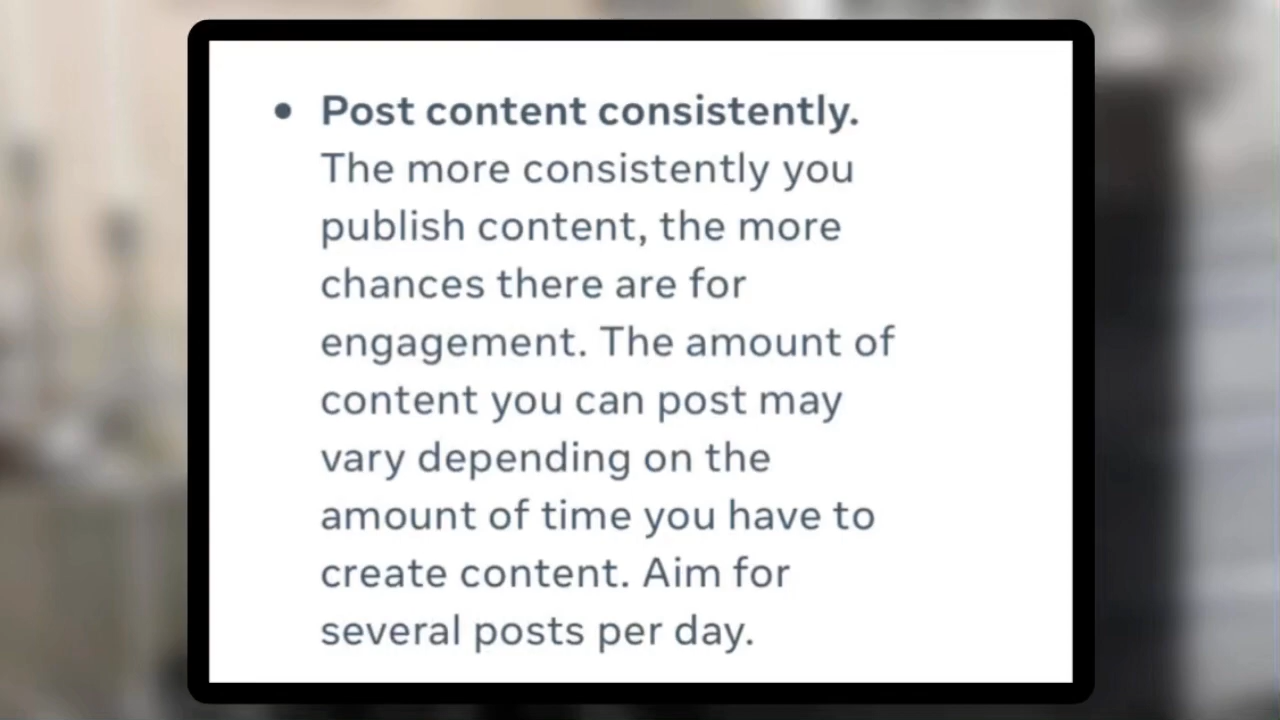 • Post content consistently.
The more consistently you
publish content, the more
chances there are for
engagement. The amount of
content you can post may
vary depending on the
amount of time you have to
create content. Aim for
several posts per day.